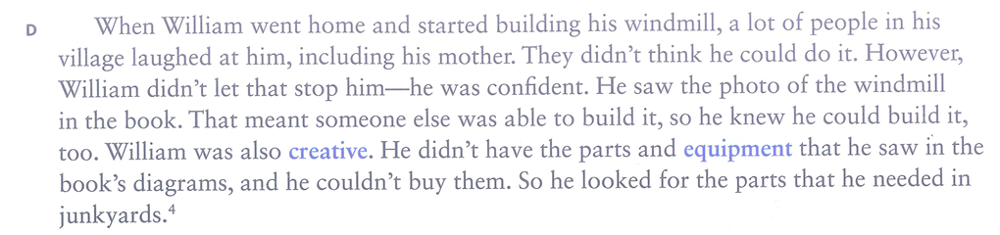 D When William went home and started building his windmill, a lot of people in his
village laughed at him, including his mother. They didn't think he could do it. However,
William didn't let that stop him—he was confident. He saw the photo of the windmill
in the book. That meant someone else was able to build it, so he knew he could build it,
too. William was also creative. He didn't have the parts and equipment that he saw in the
book's diagrams, and he couldn't buy them. So he looked for the parts that he needed in
junkyards.⁴